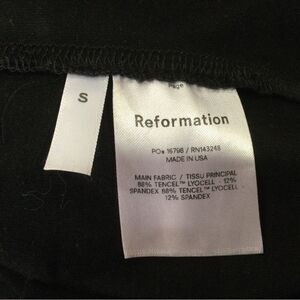 Page
S
Reformation
PO# 16798 / RN143248
MADE IN USA
MAIN FABRIC / TISSU PRINCIPAL
88% TENCEL™ LYOCELL - 12%
SPANDEX 88% TENCEL™ LYOCELL -
12% SPANDEX